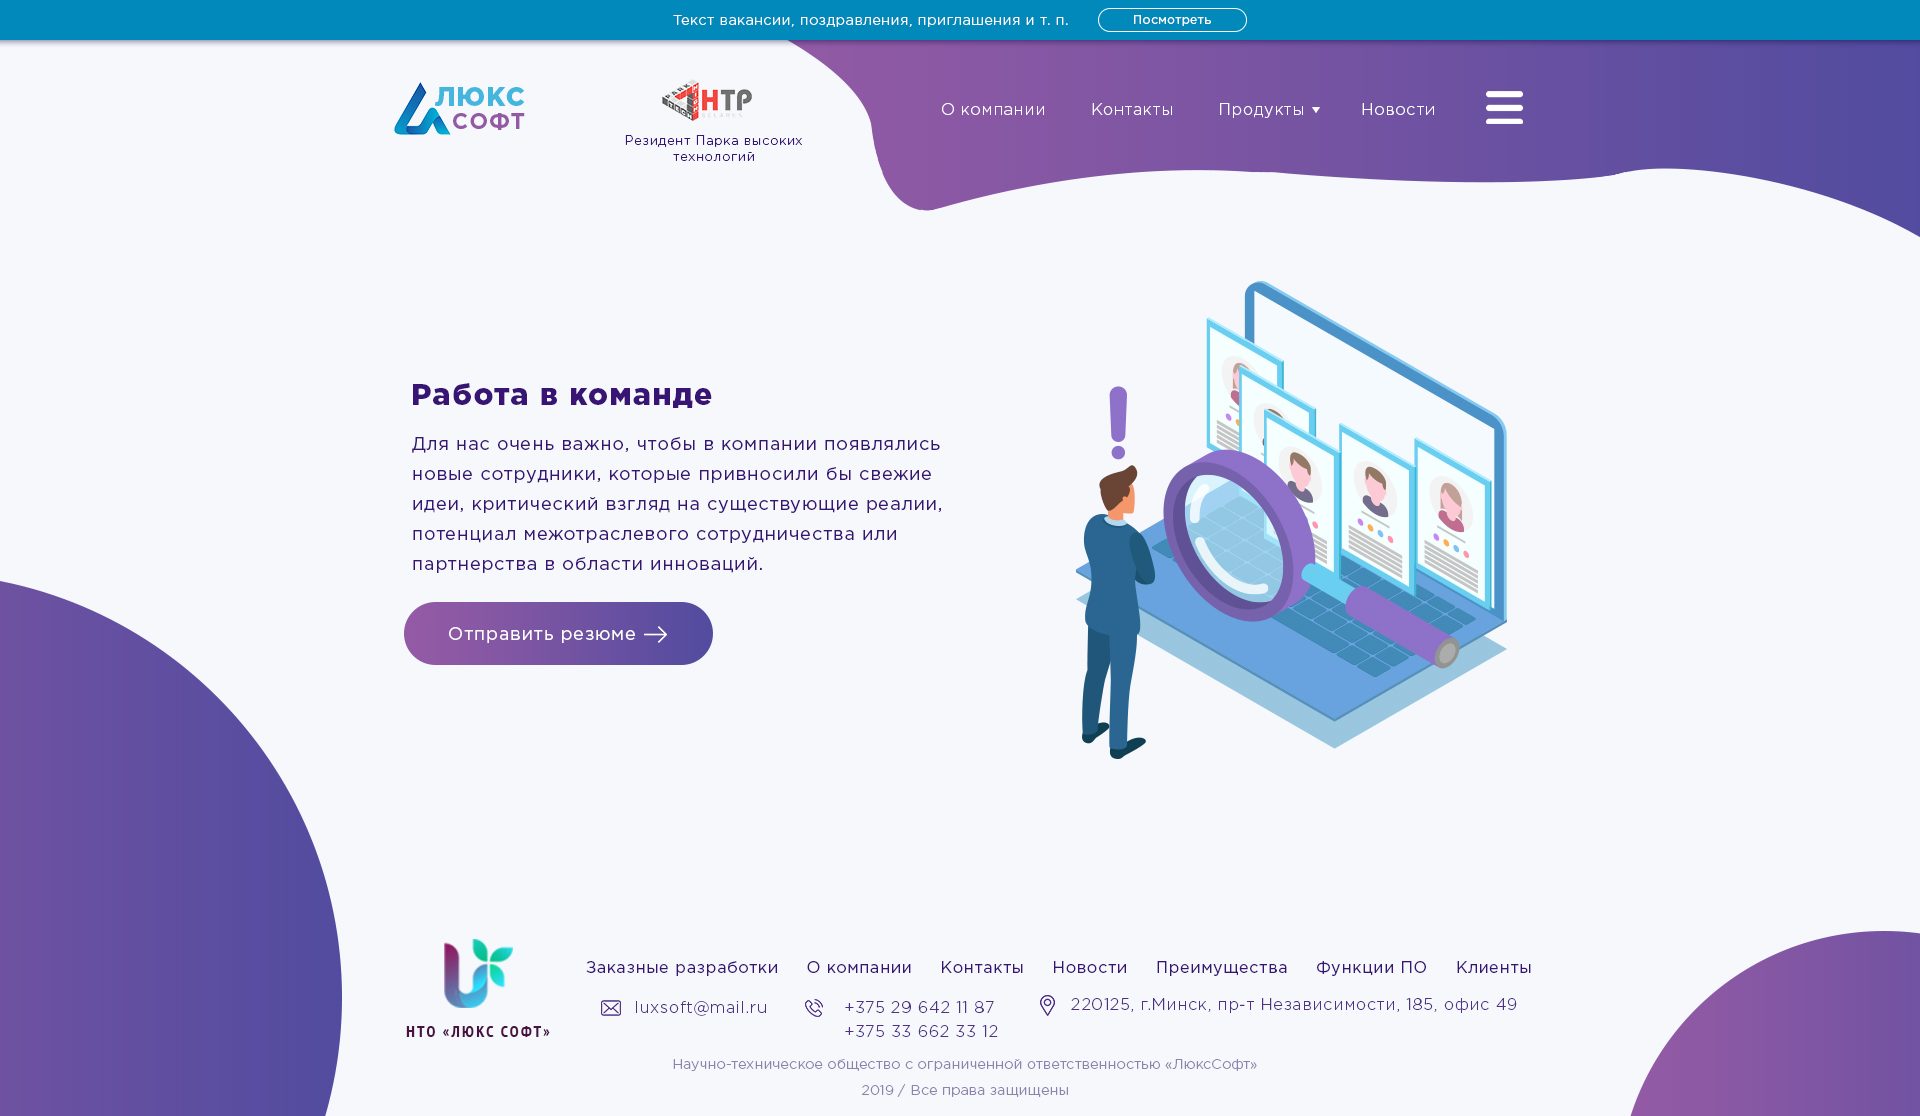 Текст вакансии, поздравления, приглашения и т. п.
Посмотреть
ЛЮКС
СОФТ
НТР
BELARUS
Резидент Парка высоких
технологий
О компании
Контакты
Продукты
Новости
Работа в команде
Для нас очень важно, чтобы в компании появлялись
новые сотрудники, которые привносили бы свежие
идеи, критический взгляд на существующие реалии,
потенциал межотраслевого сотрудничества или
партнерства в области инноваций.
Отправить резюме
Заказные разработки
О компании
Контакты
Новости
Преимущества
Функции ПО
Клиенты
luxsoft@mail.ru
+375 29 642 11 87
+375 33 662 33 12
220125, г.Минск, пр-т Независимости, 185, офис 49
НТО «ЛЮКС СОФТ»
Научно-техническое общество с ограниченной ответственностью «ЛюксСофт»
2019 / Все права защищены